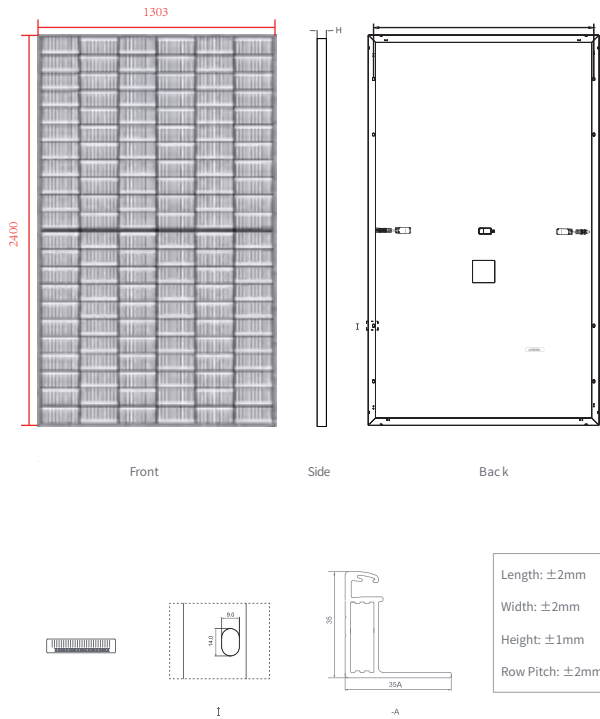 1303
H
2400
I
Front
Side
Back
Length: ±2mm
Width: ±2mm
Height: ±1mm
Row Pitch: ±2mm
9.0
14.0
35
35A
I
-A